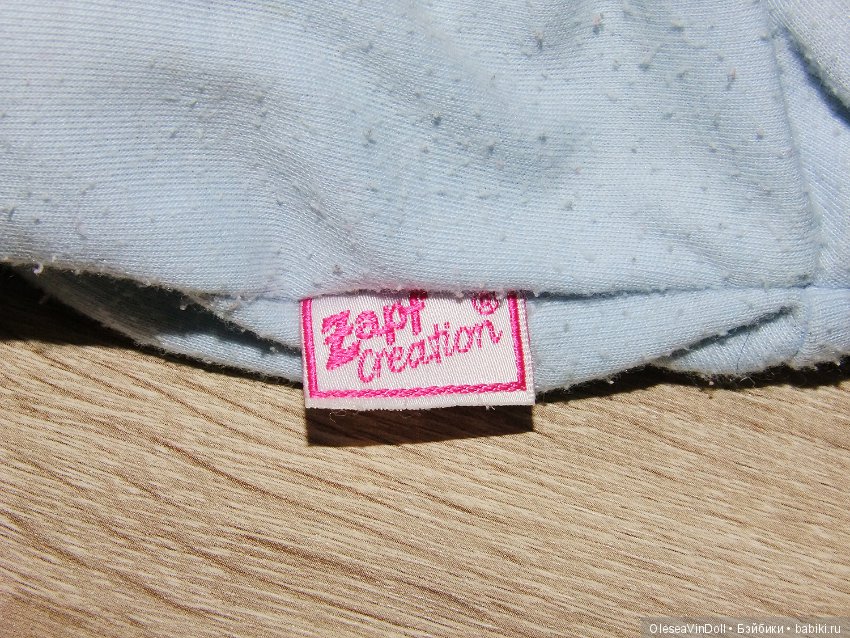 Zapf ®
Creation
OleseaVinDoll • Бэйбики • babiki.ru